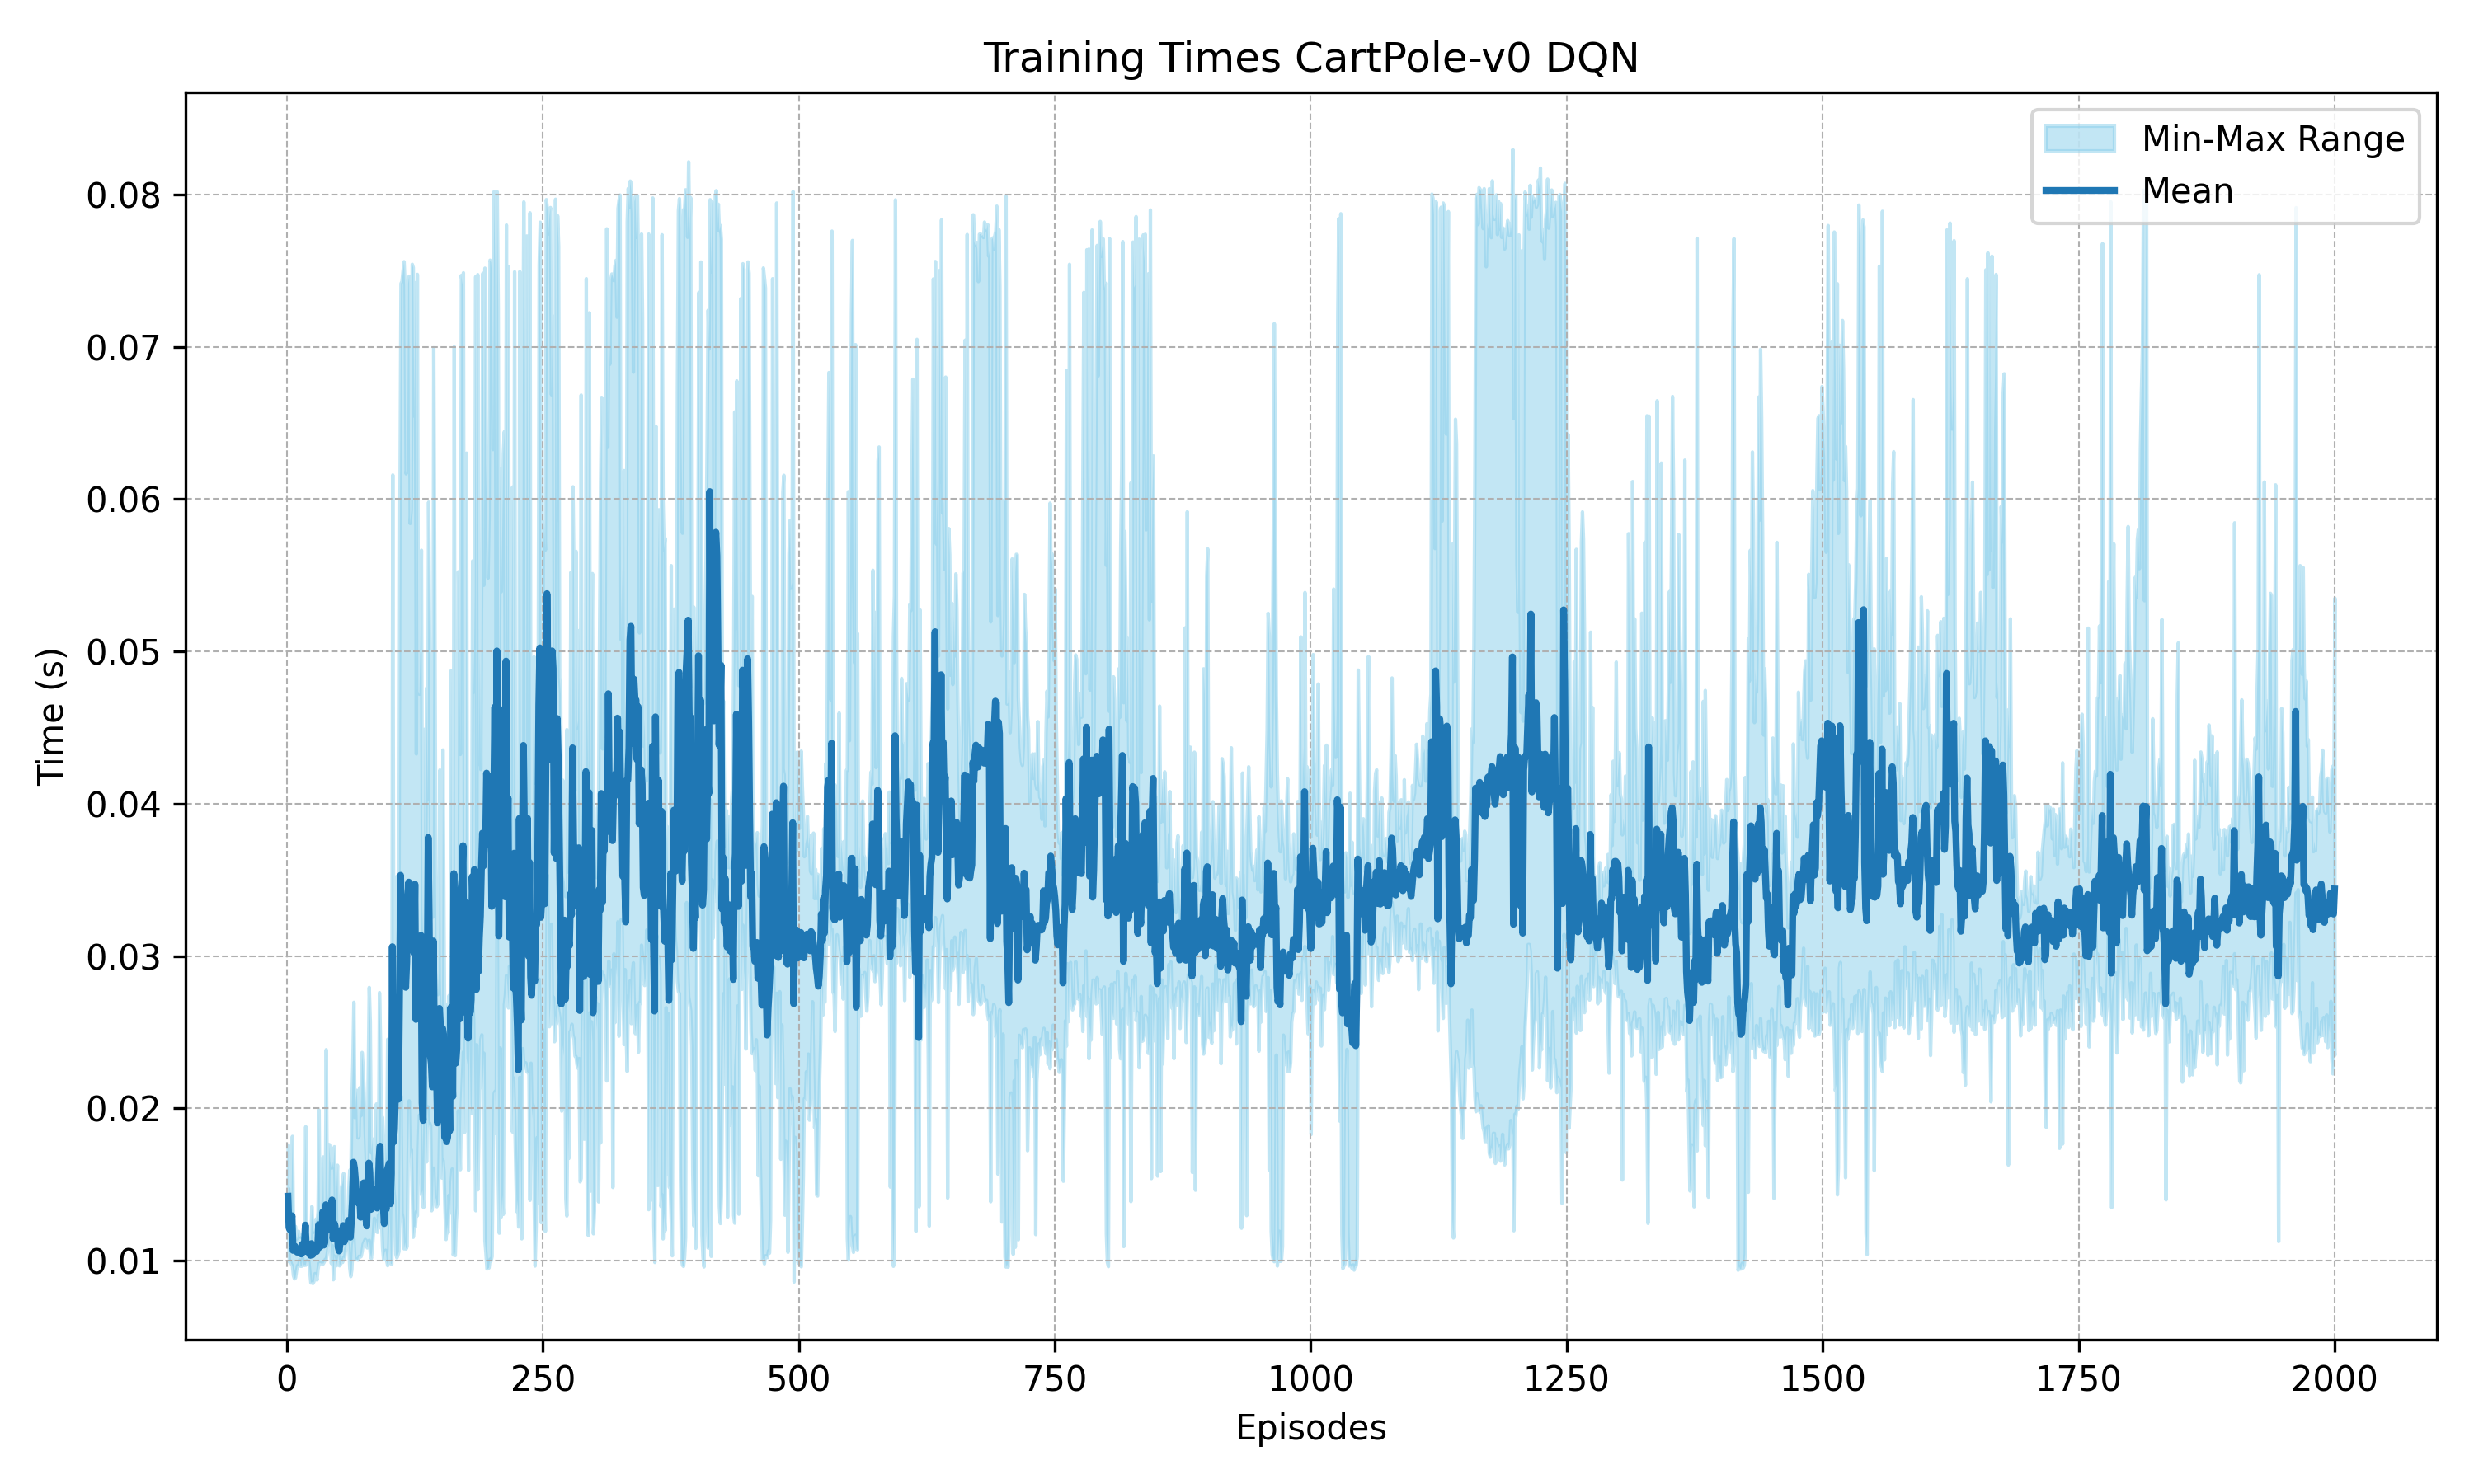 Training Times CartPole-v0 DQN
Min-Max Range
Mean
Time (s)
0.08
0.07
0.06
0.05
0.04
0.03
0.02
0.01
0 250 500 750 1000 1250 1500 1750 2000
Episodes